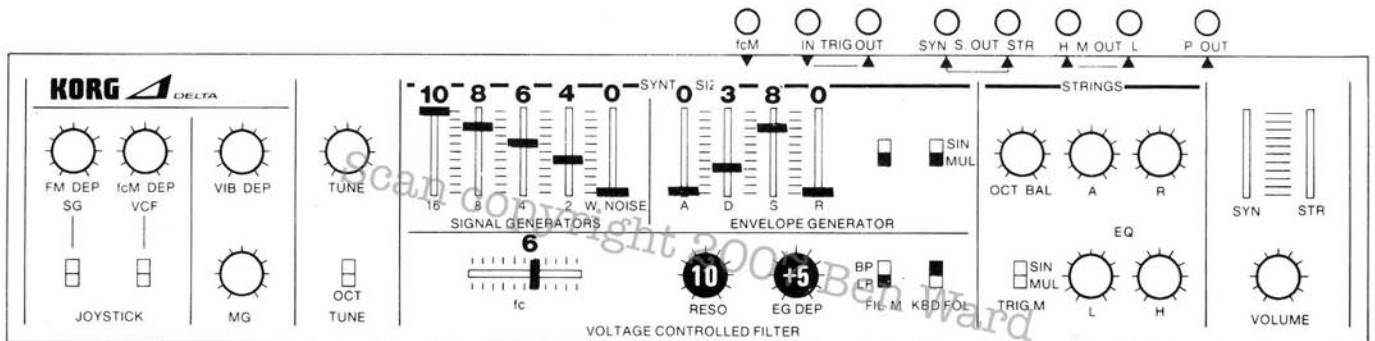 fcM IN TRIG OUT SYN S. OUT STR H M OUT L P OUT
KORG DELTA
SYNT SIZ
STRINGS
10 8 6 4 0 0 3 8 0
SIN
MUL
FM DEP fcM DEP VIB DEP TUNE
OCT BAL A R
SG VCF
16' 8 4 2 W. NOISE A D S R
SIGNAL GENERATORS ENVELOPE GENERATOR
SYN STR
6
EQ
10 +5
BP
LP
SIN
MUL
fc RESO EG DEP FIL M KBD FOL TRIG M L H
OCT
JOYSTICK MG TUNE
VOLTAGE CONTROLLED FILTER
VOLUME
Scan copyright 200 Ben Ward